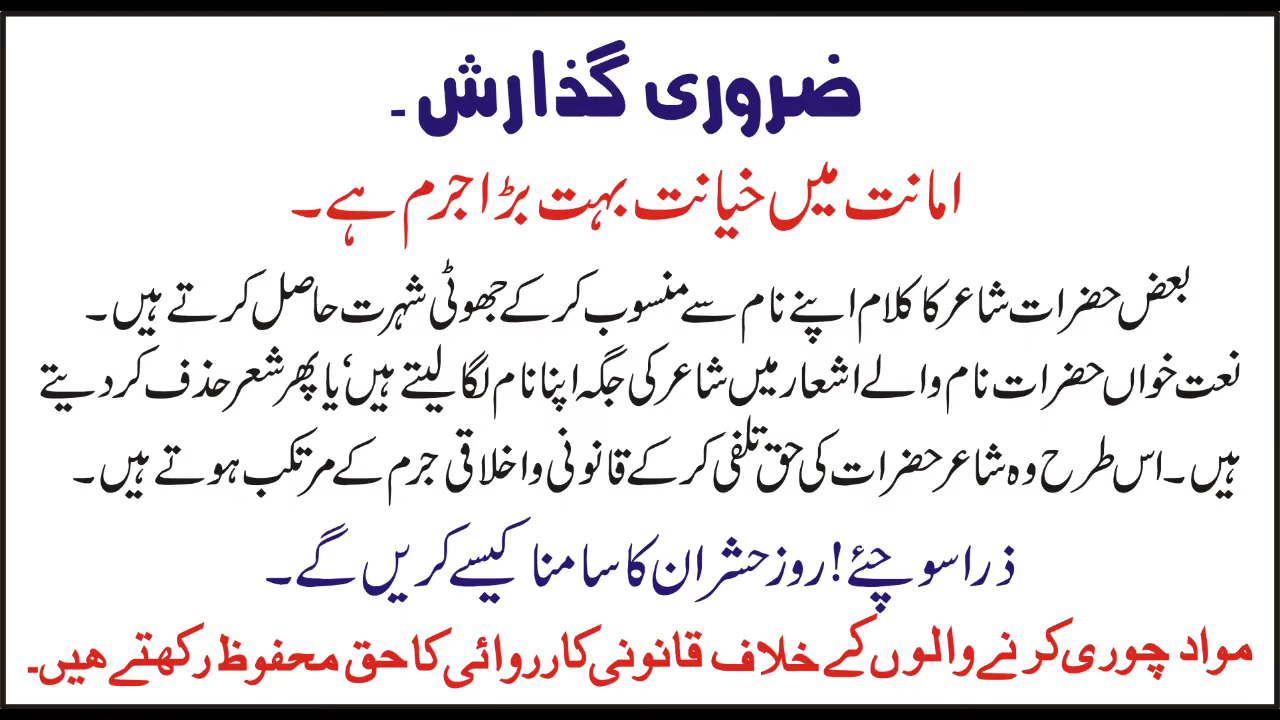 ضروری گذارش۔
امانت میں خیانت بہت بڑا جرم ہے۔
بعض حضرات شاعر کا کلام اپنے نام سے منسوب کر کے جھوٹی شہرت حاصل کرتے ہیں۔
نعت خواں حضرات نام والے اشعار میں شاعر کی جگہ اپنا نام لگا لیتے ہیں‘ یا پھر شعر حذف کر دیتے
ہیں۔ اس طرح وہ شاعر حضرات کی حق تلفی کر کے قانونی و اخلاقی جرم کے مرتکب ہوتے ہیں۔
ذرا سوچئے! روز حشر ان کا سامنا کیسے کریں گے۔
مواد چوری کرنے والوں کے خلاف قانونی کارروائی کا حق محفوظ رکھتے ھیں۔